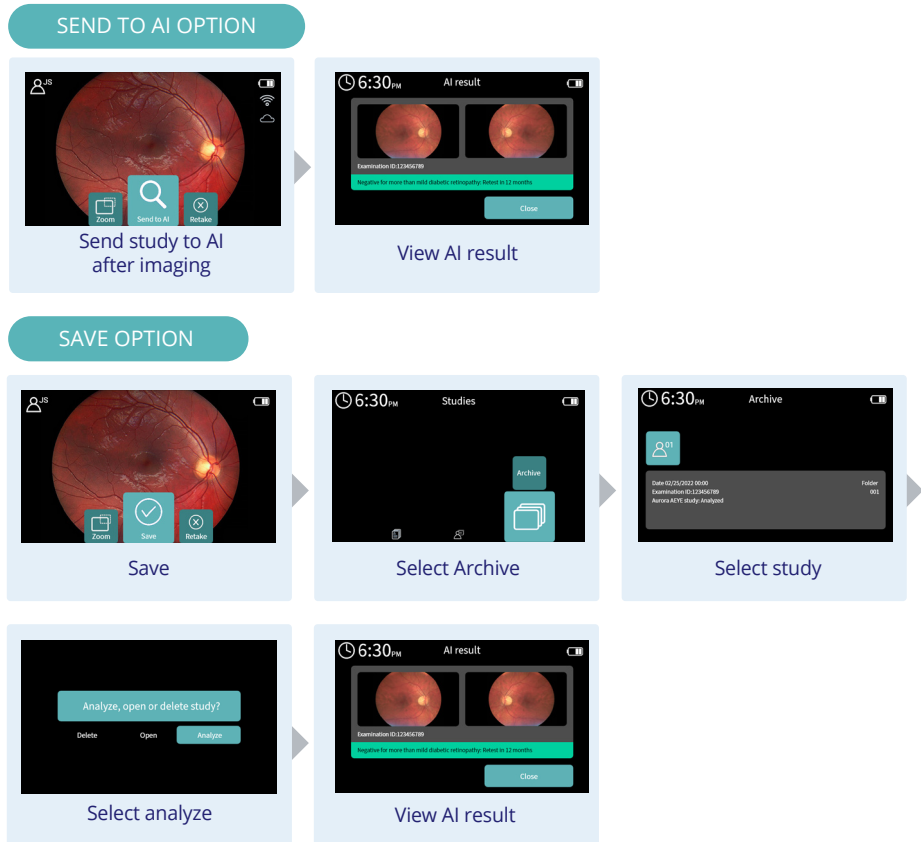 SEND TO AI OPTION
JS
Zoom
Send to AI
Retake
Send study to AI
after imaging
6:30PM
AI result
Examination ID:123456789
Negative for more than mild diabetic retinopathy: Retest in 12 months
Close
View AI result
SAVE OPTION
JS
Zoom
Save
Retake
Save
6:30PM
Studies
Archive
Select Archive
6:30PM
Archive
01
Date 02/25/2022 00:00
Folder
Examination ID:123456789
001
Aurora AEYE study: Analyzed
Select study
Analyze, open or delete study?
Delete
Open
Analyze
Select analyze
6:30PM
AI result
Examination ID:123456789
Negative for more than mild diabetic retinopathy: Retest in 12 months
Close
View AI result